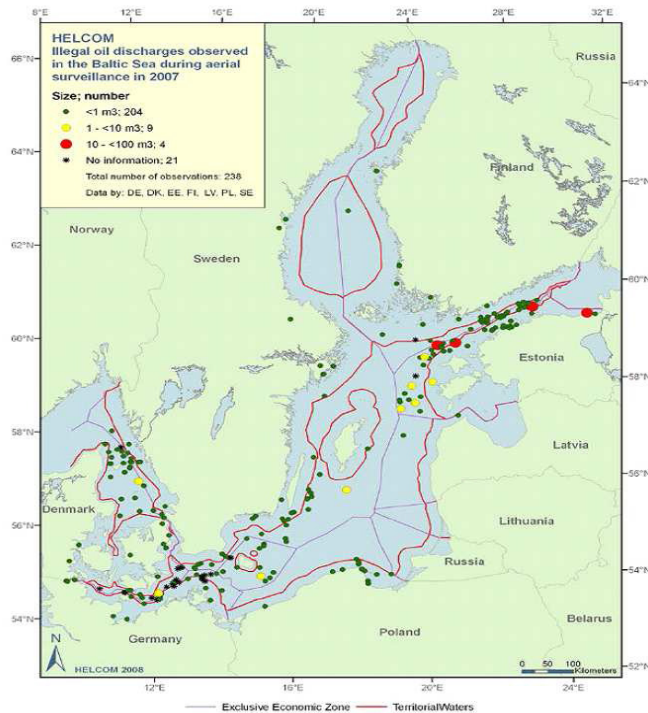 8°E 12°E 16°E 20°E 24°E 28°E 32°E
HELCOM
Illegal oil discharges observed
in the Baltic Sea during aerial
surveillance in 2007
Size; number
<1 m3; 204
1 - <10 m3; 9
10 - <100 m3; 4
No information; 21
Total number of observations: 238
Data by: DE, DK, EE, FI, LV, PL, SE
66°N
Russia
64°N
64°N
Finland
62°N
Norway
Sweden
62°N
60°N
60°N
Estonia
58°N
58°N
Latvia
56°N
Denmark
56°N
Lithuania
Russia
54°N
54°N
Belarus
Poland
Germany
N
HELCOM 2008
0 50 100
Kilometers
52°N
12°E 16°E 20°E 24°E
Exclusive Economic Zone TerritorialWaters